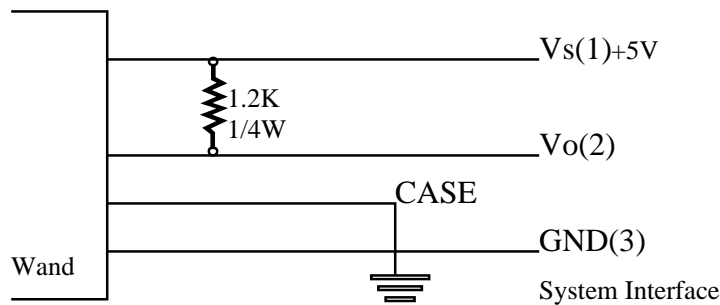 Vs(1)+5V
1.2K
1/4W
Vo(2)
CASE
GND(3)
Wand
System Interface